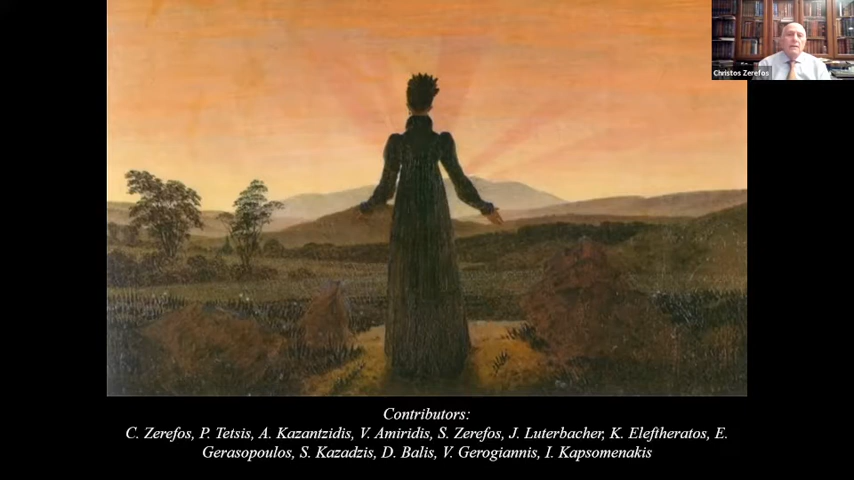 Christos Zerefos
Contributors:
C. Zerefos, P. Tetsis, A. Kazantzidis, V. Amiridis, S. Zerefos, J. Luterbacher, K. Eleftheratos, E.
Gerasopoulos, S. Kazadzis, D. Balis, V. Gerogiannis, I. Kapsomenakis